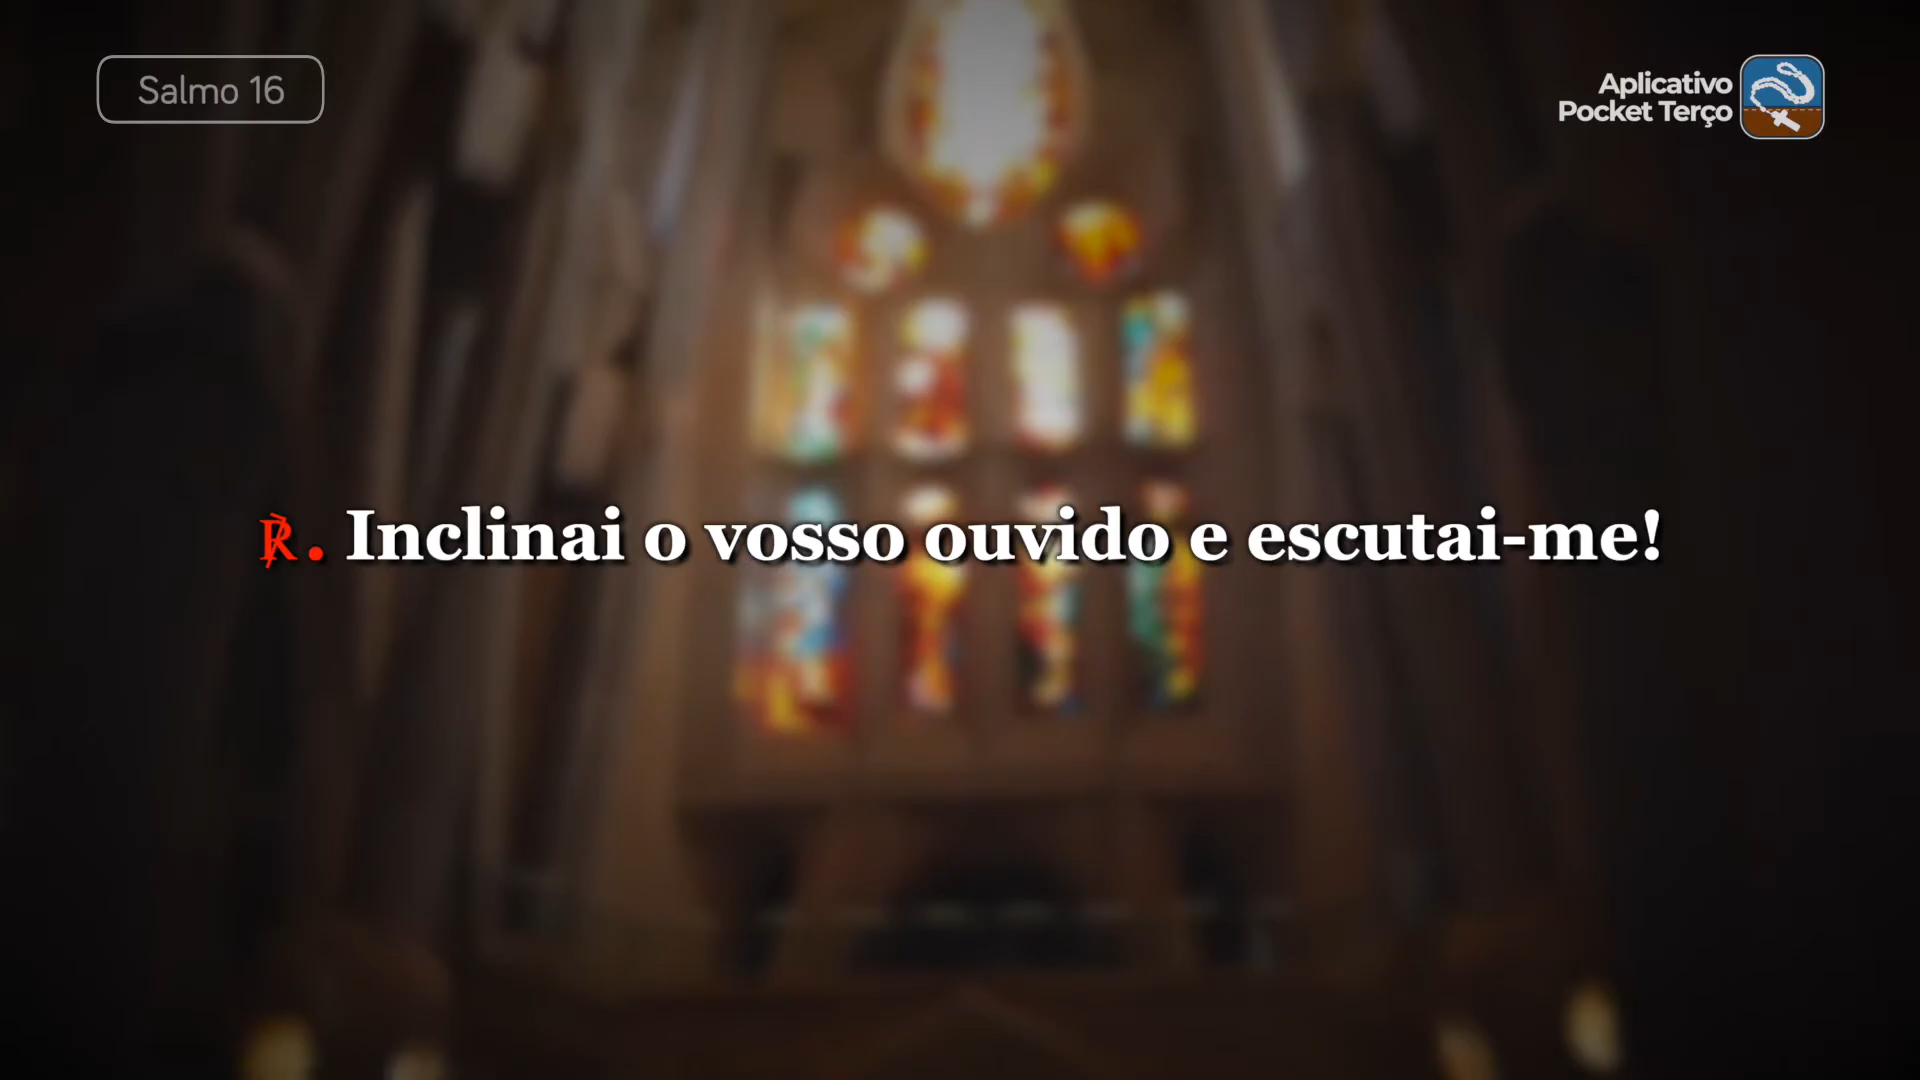 Salmo 16
Aplicativo
Pocket Terço
℟. Inclinai o vosso ouvido e escutai-me!